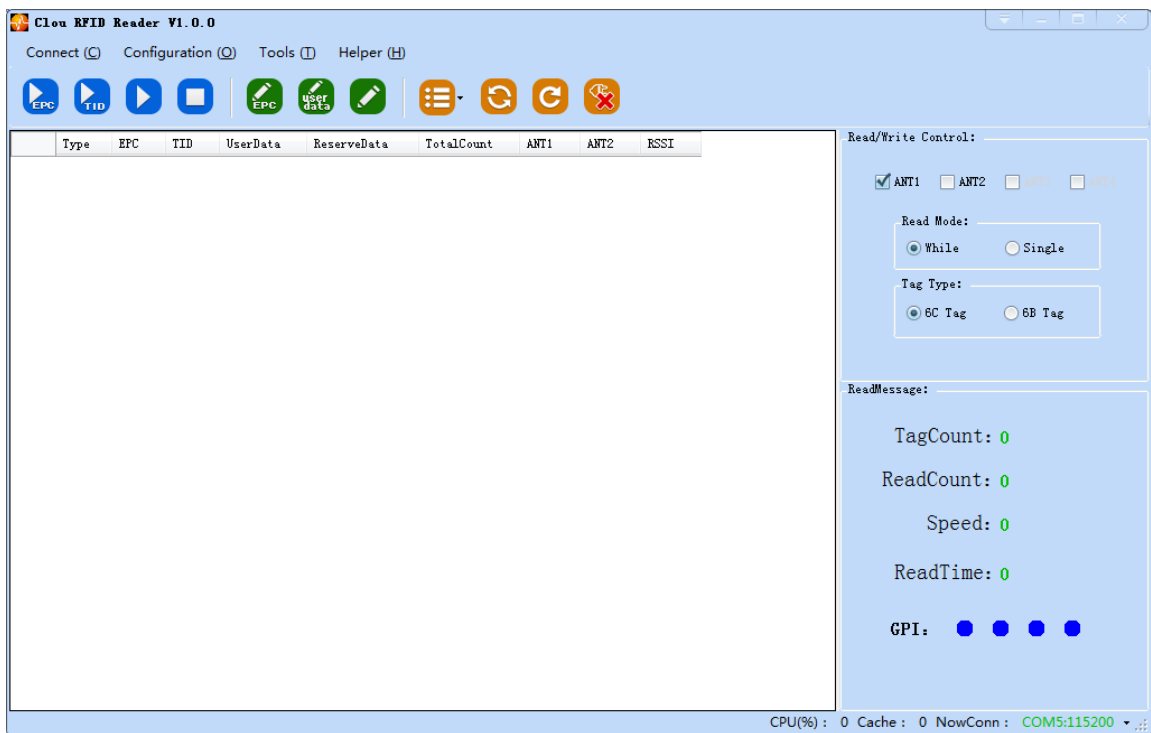 Clou RFID Reader V1.0.0
Connect (C) Configuration (O) Tools (T) Helper (H)
EPC TID EPC user data
Type EPC TID UserData ReserveData TotalCount ANT1 ANT2 RSSI
Read/Write Control:
ANT1 ANT2
Read Mode:
While Single
Tag Type:
6C Tag 6B Tag
ReadMessage:
TagCount: 0
ReadCount: 0
Speed: 0
ReadTime: 0
GPI:
CPU(%) : 0 Cache : 0 NowConn : COM5:115200